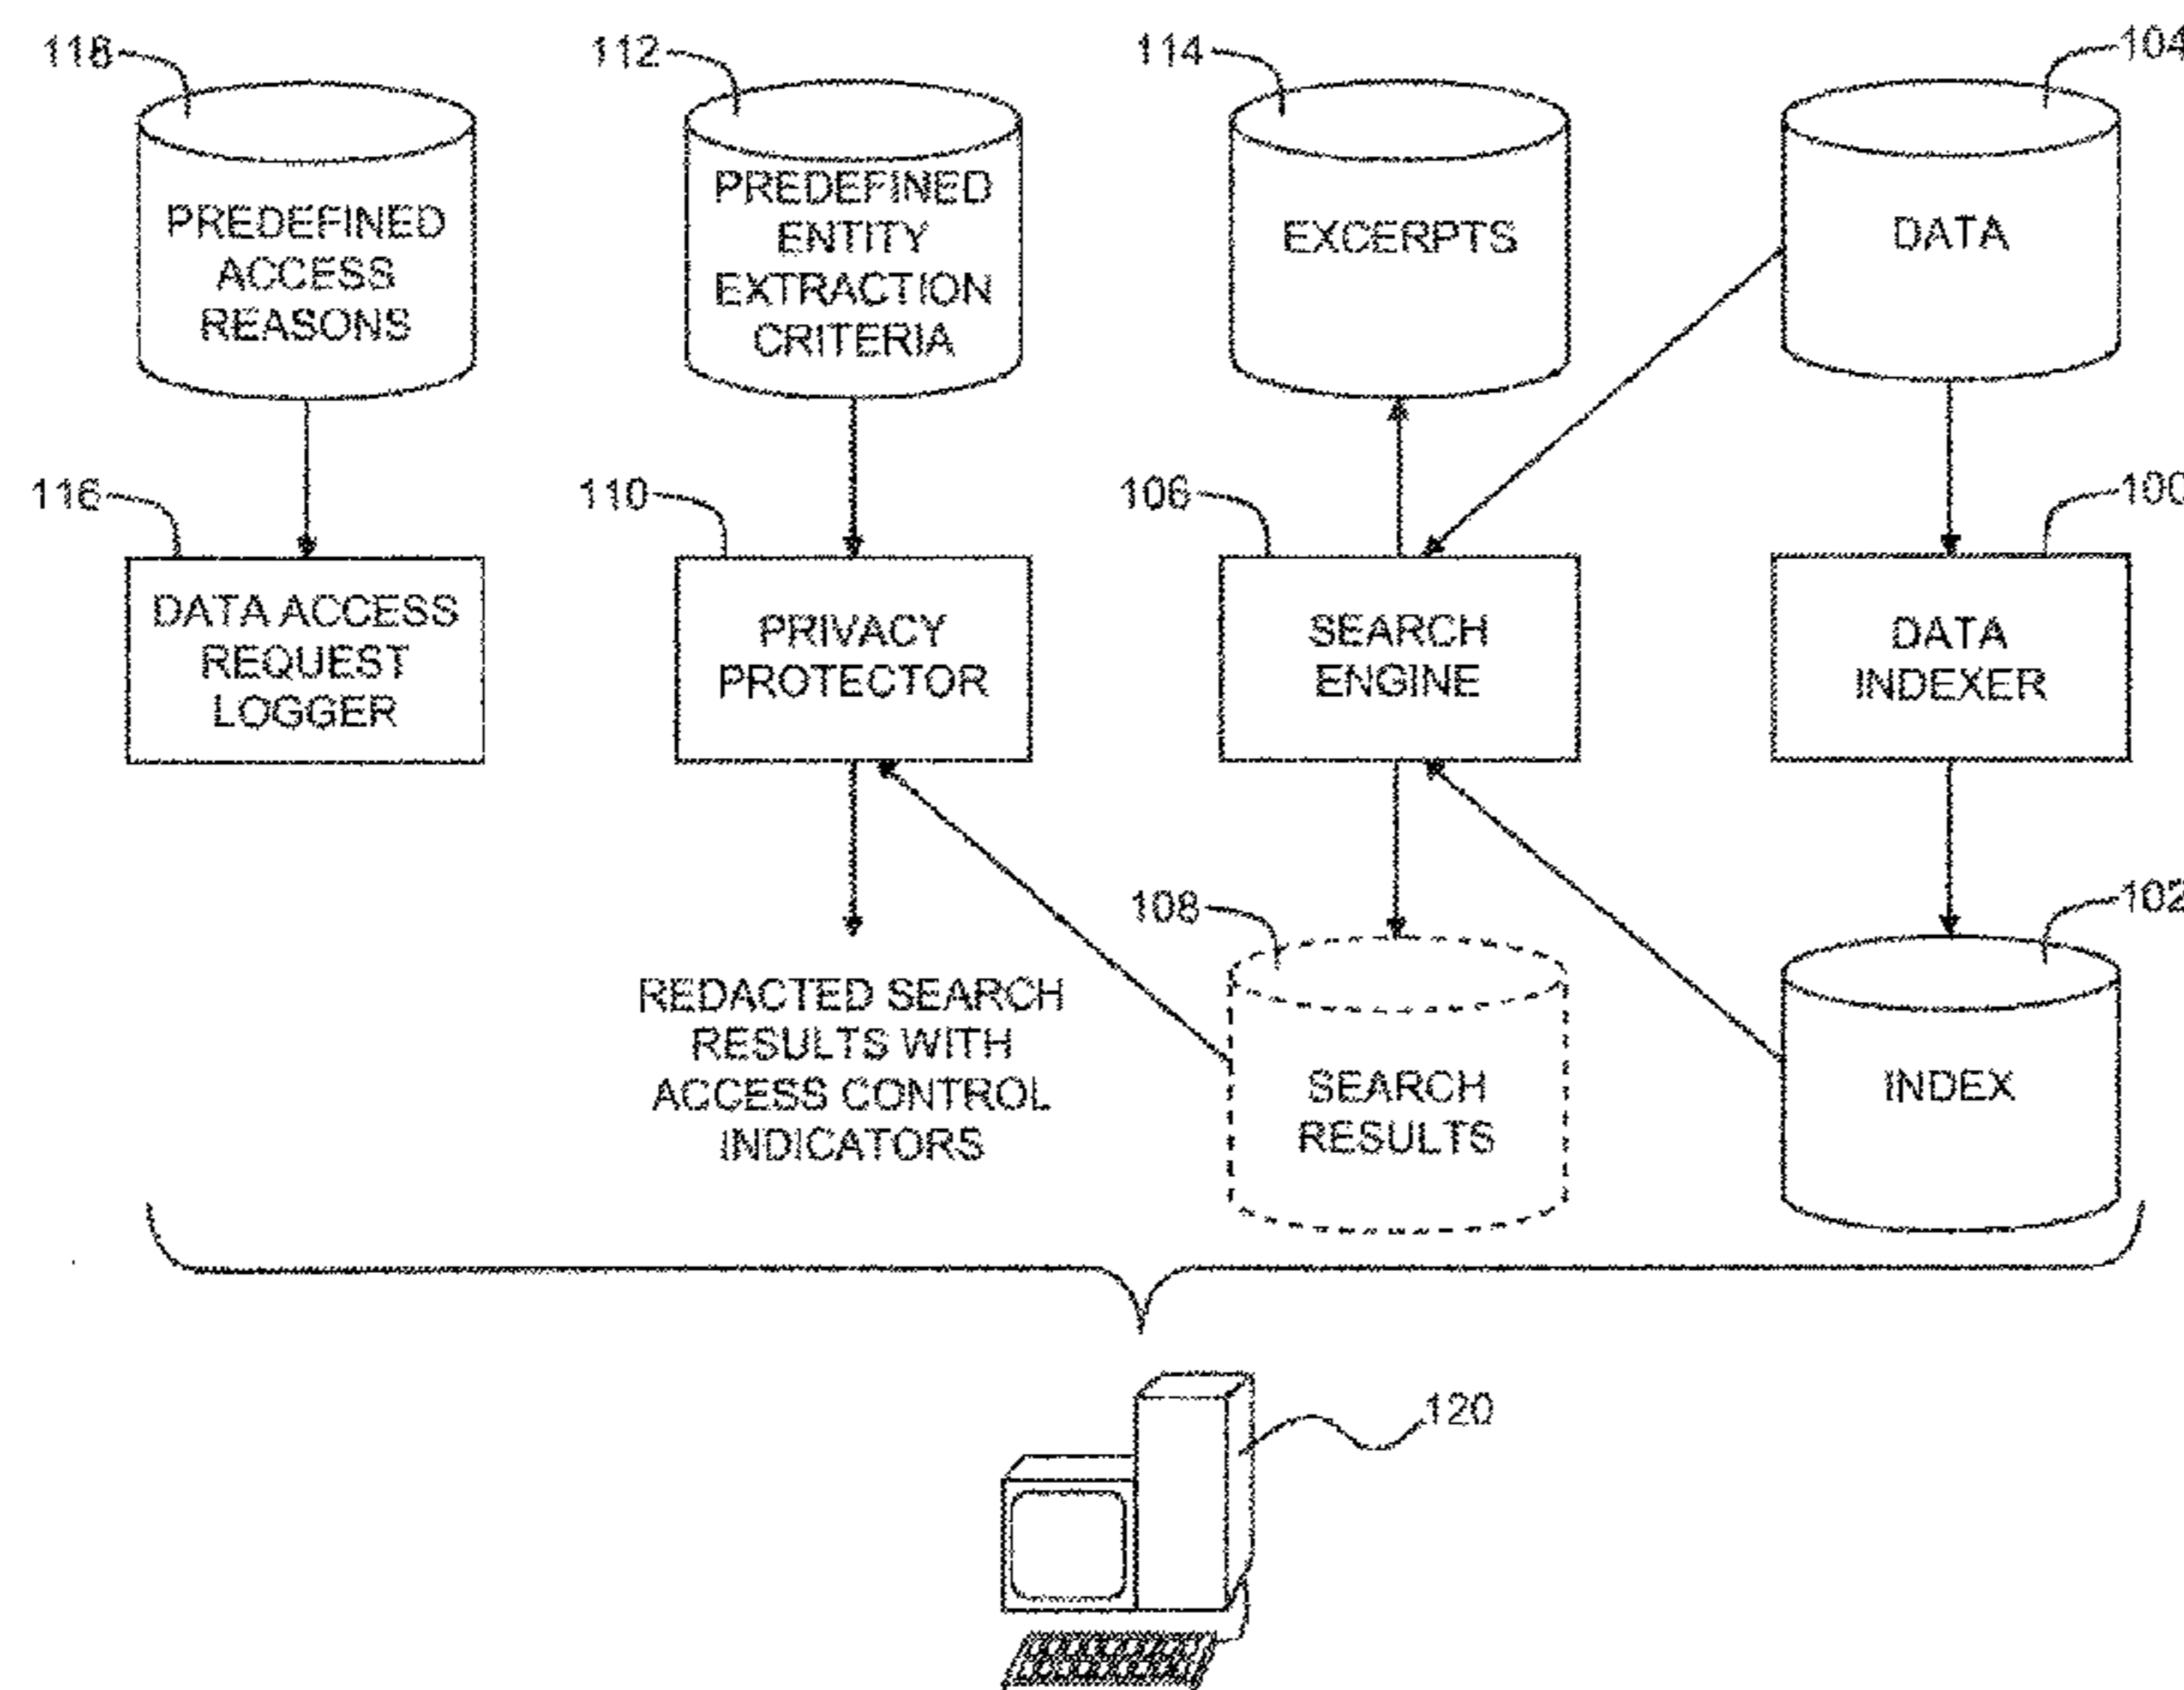 118
112
114
104
PREDEFINED
ACCESS
REASONS
PREDEFINED
ENTITY
EXTRACTION
CRITERIA
EXCERPTS
DATA
116
110
106
100
DATA ACCESS
REQUEST
LOGGER
PRIVACY
PROTECTOR
SEARCH
ENGINE
DATA
INDEXER
108
102
REDACTED SEARCH
RESULTS WITH
ACCESS CONTROL
INDICATORS
SEARCH
RESULTS
INDEX
120